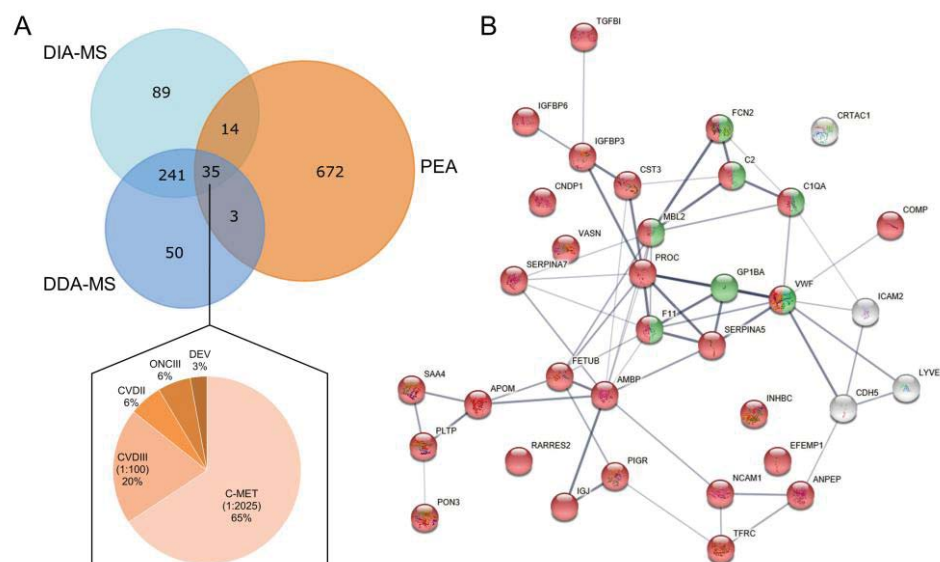 A
DIA-MS
89
14
PEA
241
35
672
3
50
DDA-MS
DEV
3%
ONCIII
6%
CVDII
6%
CVDIII
(1:100)
20%
C-MET
(1:2025)
65%
B
TGFBI
IGFBP6
FCN2
CRTAC1
IGFBP3
C2
CST3
CNDP1
C1QA
MBL2
COMP
VASN
PROC
SERPINA7
GP1BA
VWF
ICAM2
F11
SERPINA5
FETUB
SAA4
APOM
AMBP
LYVE
CDH5
INHBC
PLTP
EFEMP1
RARRES2
PIGR
NCAM1
ANPEP
IGJ
PON3
TFRC